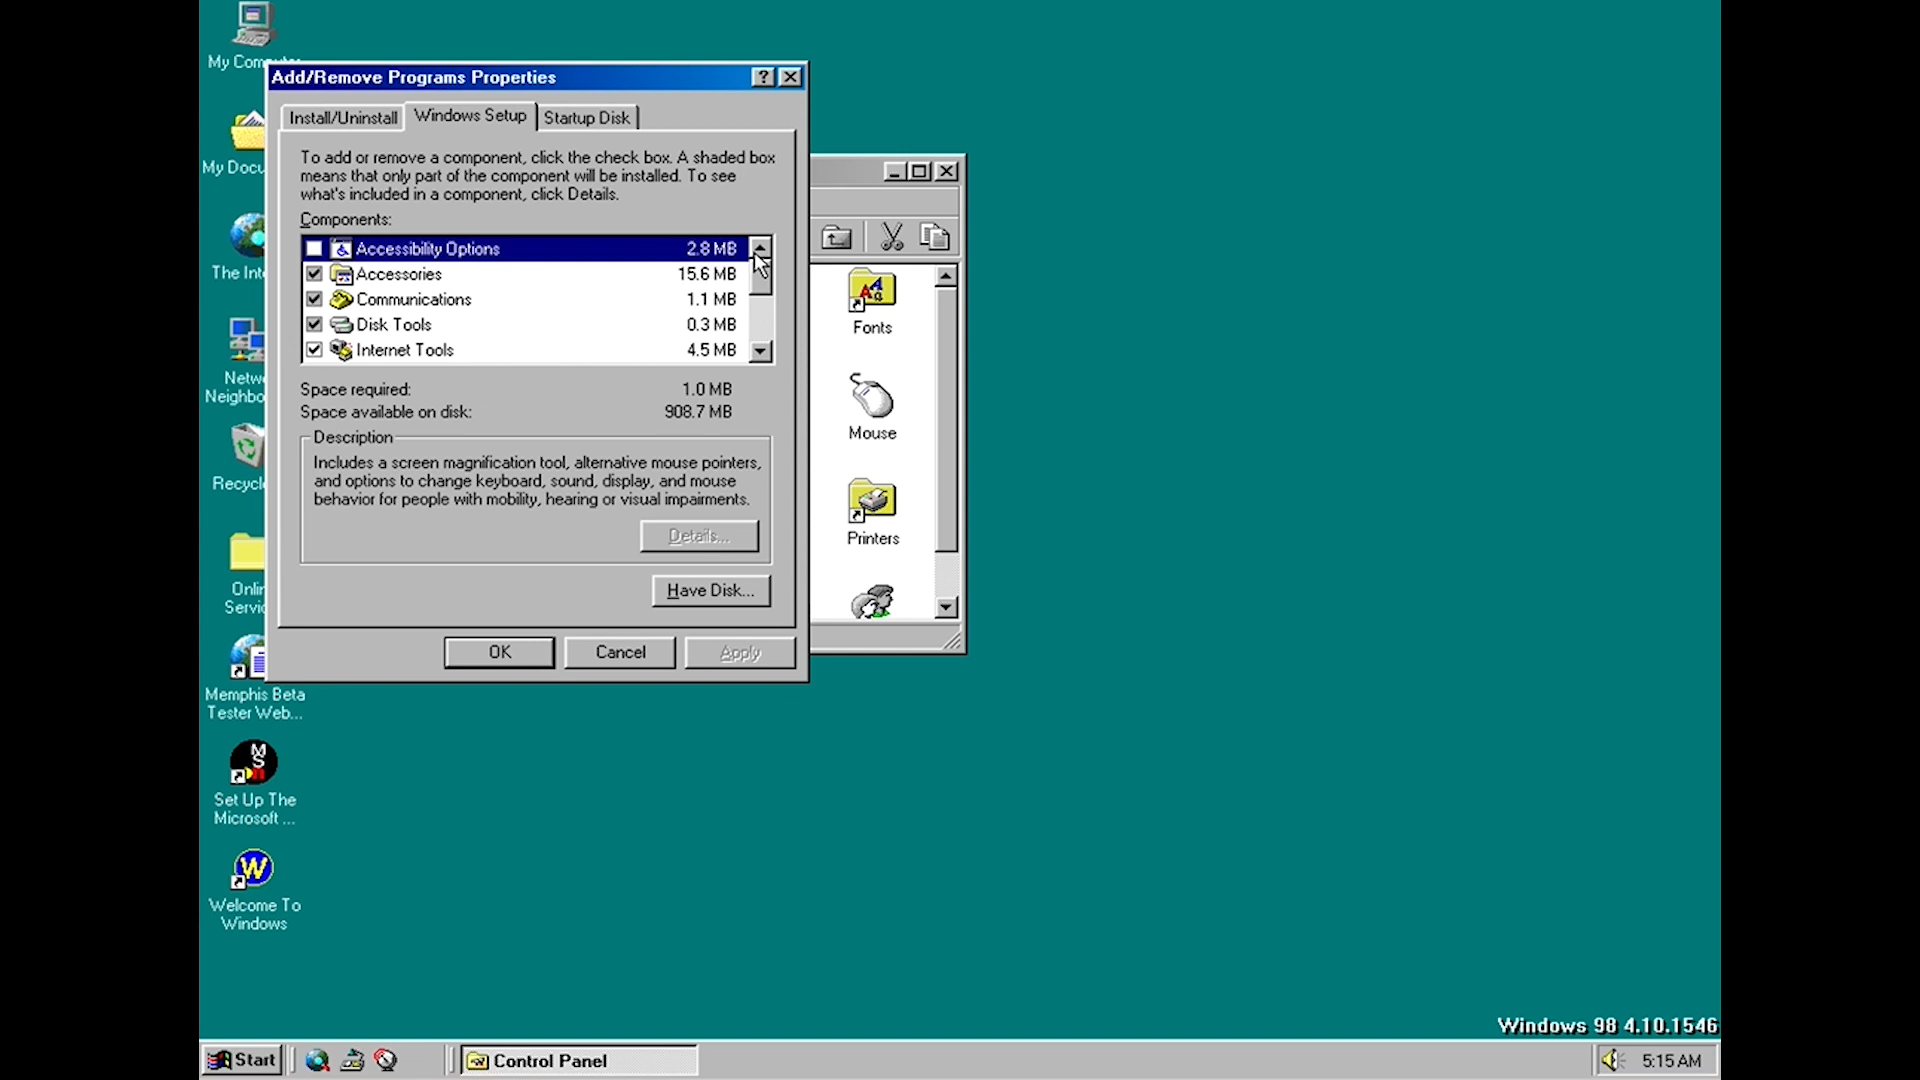 My Comp
Add/Remove Programs Properties
Install/Uninstall
Windows Setup
Startup Disk
To add or remove a component, click the check box. A shaded box
means that only part of the component will be installed. To see
what's included in a component, click Details.
Components:
Accessibility Options 2.8 MB
Accessories 15.6 MB
Communications 1.1 MB
Disk Tools 0.3 MB
Internet Tools 4.5 MB
Space required: 1.0 MB
Space available on disk: 908.7 MB
Description
Includes a screen magnification tool, alternative mouse pointers,
and options to change keyboard, sound, display, and mouse
behavior for people with mobility, hearing or visual impairments.
Details...
Have Disk...
OK
Cancel
Apply
Fonts
Mouse
Printers
My Docu
The Inte
Netwo
Neighbo
Recycle
Onlin
Servic
Memphis Beta
Tester Web...
MSn
Set Up The
Microsoft ...
W
Welcome To
Windows
Windows 98 4.10.1546
Start
Control Panel
5:15 AM